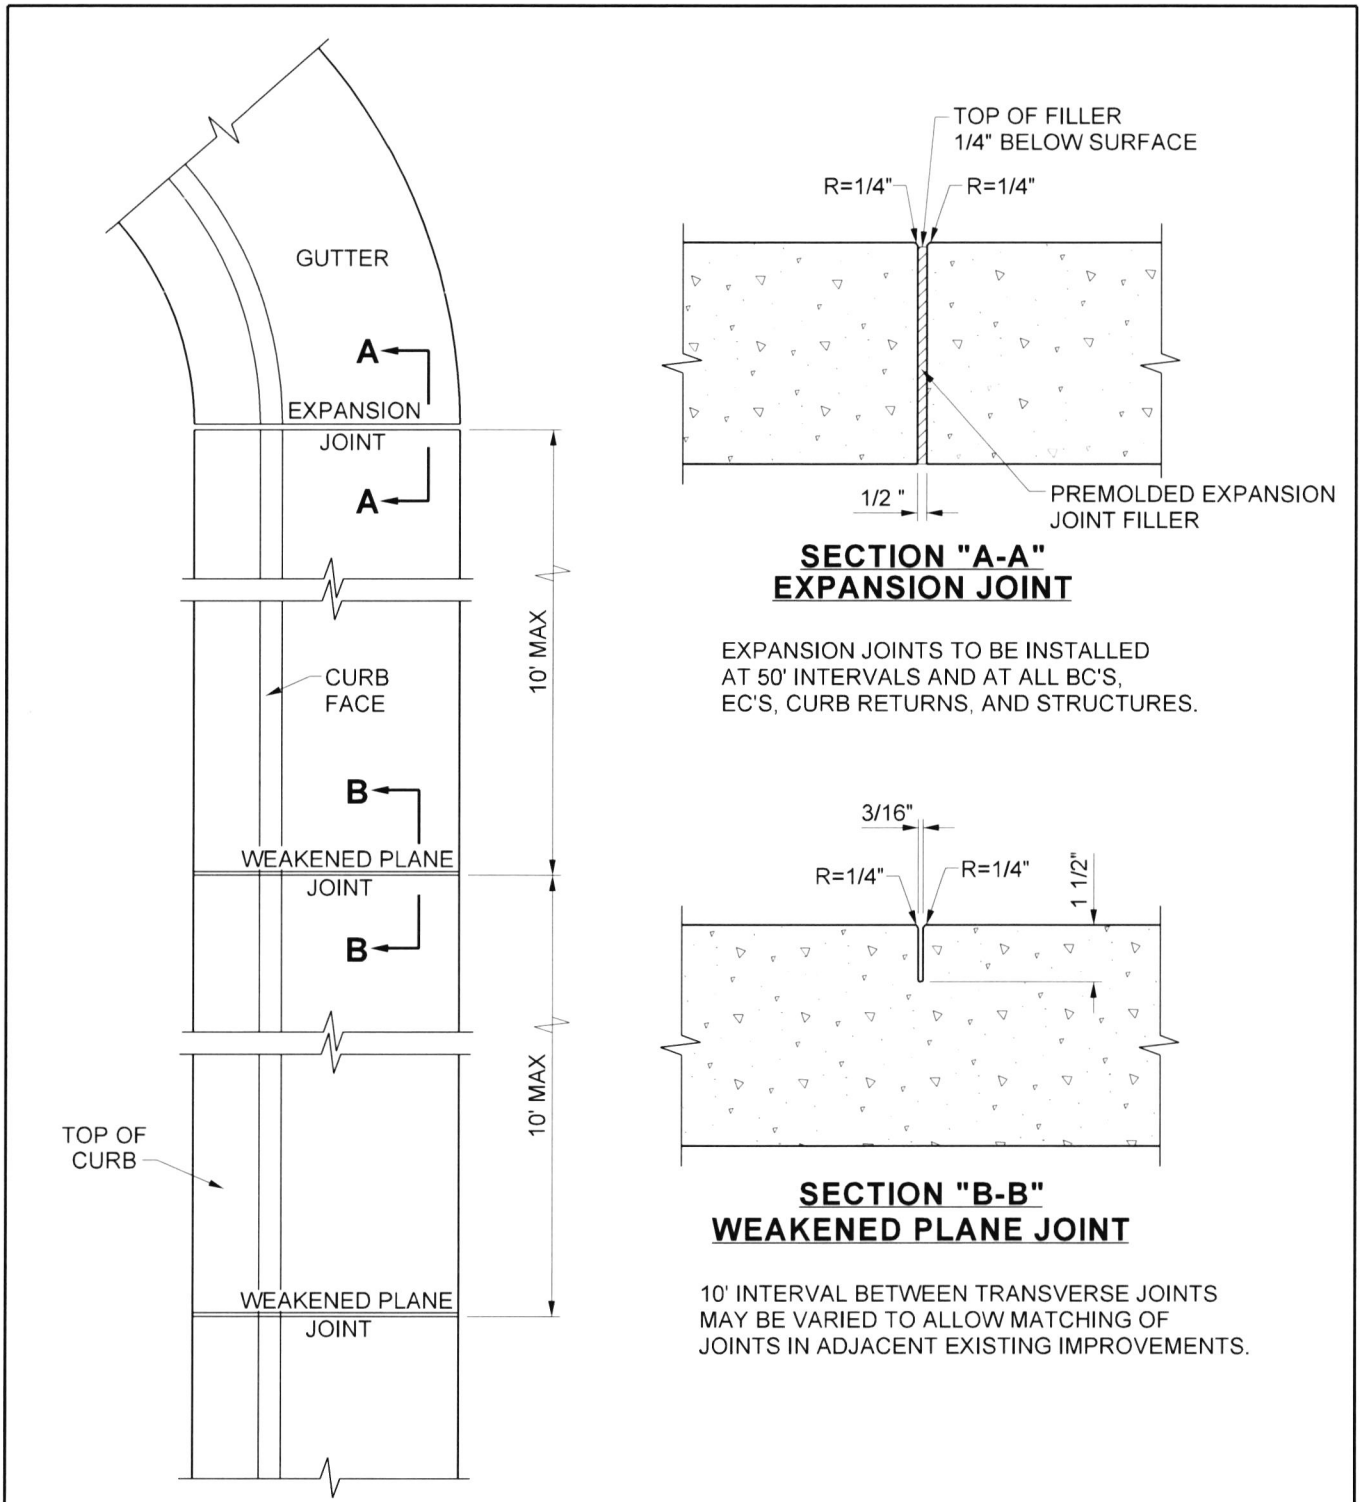 GUTTER
A
EXPANSION
JOINT
A
10' MAX
CURB
FACE
B
WEAKENED PLANE
JOINT
B
10' MAX
TOP OF
CURB
WEAKENED PLANE
JOINT
TOP OF FILLER
1/4" BELOW SURFACE
R=1/4"
R=1/4"
1/2 "
PREMOLDED EXPANSION
JOINT FILLER
SECTION "A-A"
EXPANSION JOINT
EXPANSION JOINTS TO BE INSTALLED
AT 50' INTERVALS AND AT ALL BC'S,
EC'S, CURB RETURNS, AND STRUCTURES.
3/16"
R=1/4"
R=1/4"
1 1/2"
SECTION "B-B"
WEAKENED PLANE JOINT
10' INTERVAL BETWEEN TRANSVERSE JOINTS
MAY BE VARIED TO ALLOW MATCHING OF
JOINTS IN ADJACENT EXISTING IMPROVEMENTS.